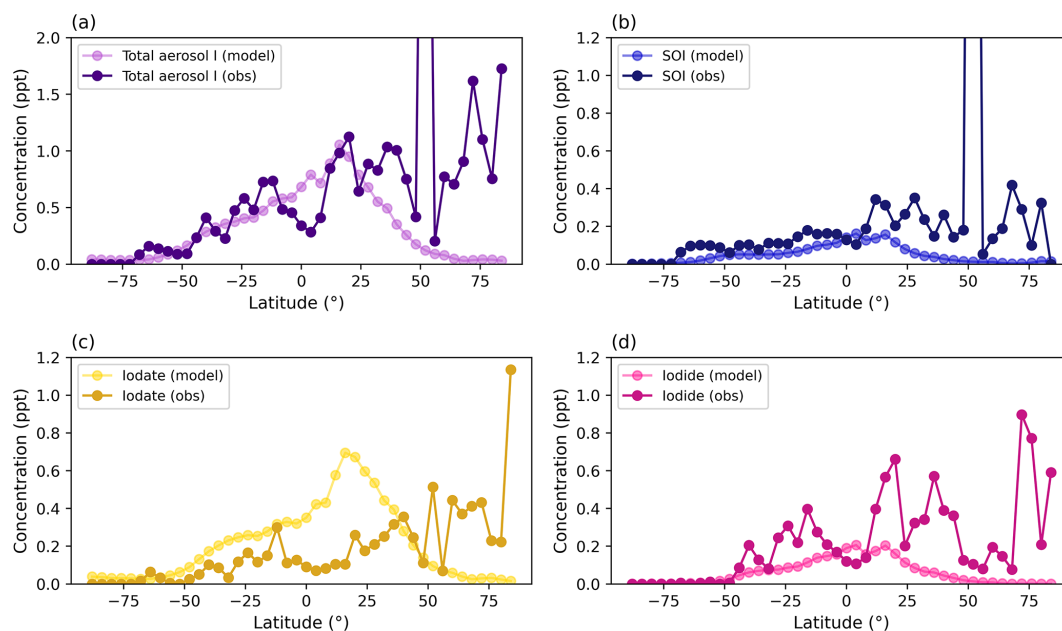 (a)
Total aerosol I (model)
Total aerosol I (obs)
Concentration (ppt)
2.0
1.5
1.0
0.5
0.0
−75 −50 −25 0 25 50 75
Latitude (°)
(b)
SOI (model)
SOI (obs)
Concentration (ppt)
1.2
1.0
0.8
0.6
0.4
0.2
0.0
−75 −50 −25 0 25 50 75
Latitude (°)
(c)
Iodate (model)
Iodate (obs)
Concentration (ppt)
1.2
1.0
0.8
0.6
0.4
0.2
0.0
−75 −50 −25 0 25 50 75
Latitude (°)
(d)
Iodide (model)
Iodide (obs)
Concentration (ppt)
1.2
1.0
0.8
0.6
0.4
0.2
0.0
−75 −50 −25 0 25 50 75
Latitude (°)